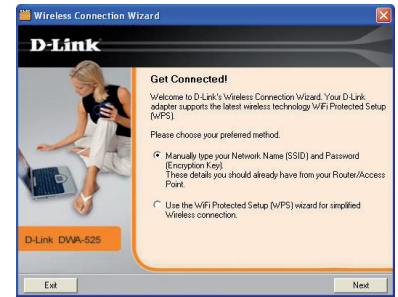 Wireless Connection Wizard
D-Link
Get Connected!
Welcome to D-Link's Wireless Connection Wizard. Your D-Link
adapter supports the latest wireless technology WiFi Protected Setup
(WPS).
Please choose your preferred method.
Manually type your Network Name (SSID) and Password
(Encryption Key).
These details you should already have from your Router/Access
Point.
Use the WiFi Protected Setup (WPS) wizard for simplified
Wireless connection.
D-Link DWA-525
Exit
Next